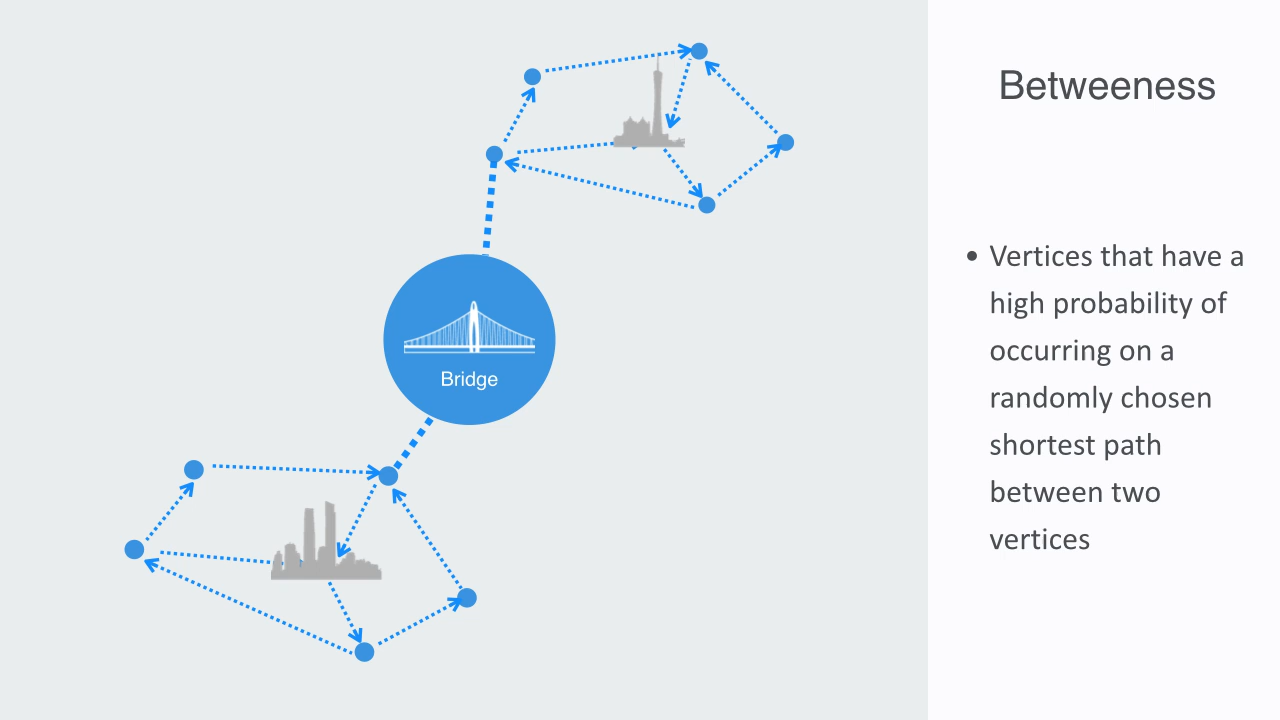 Betweeness
Bridge
• Vertices that have a
high probability of
occurring on a
randomly chosen
shortest path
between two
vertices